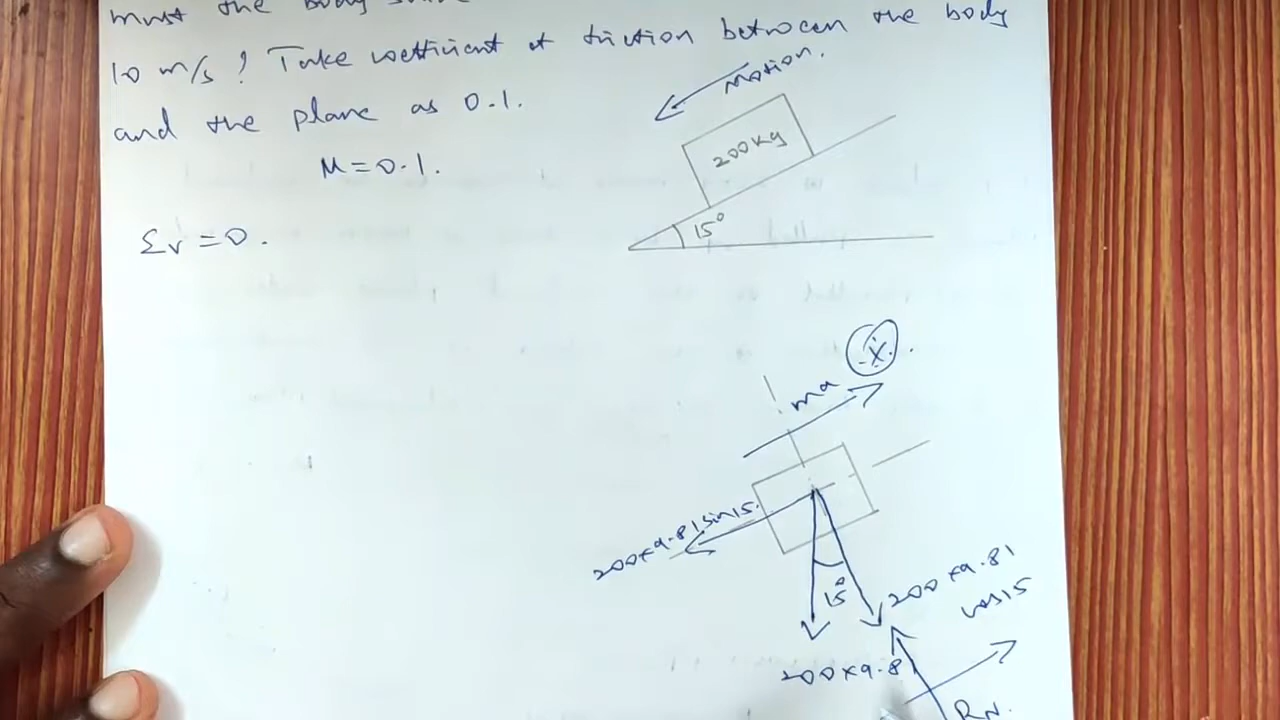 must the body
10 m/s ? Take coefficient of friction between the body
and the plane as 0.1.
M=0.1.
Motion.
200kg
15°
Σv = 0.
ma
x.
200×9.81sin15.
15°
200×9.81
cos15
200×9.81
RN.